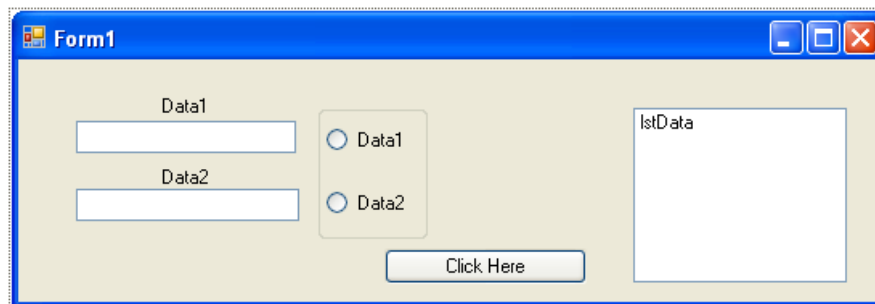 Form1
Data1
Data2
Data1
Data2
Click Here
lstData